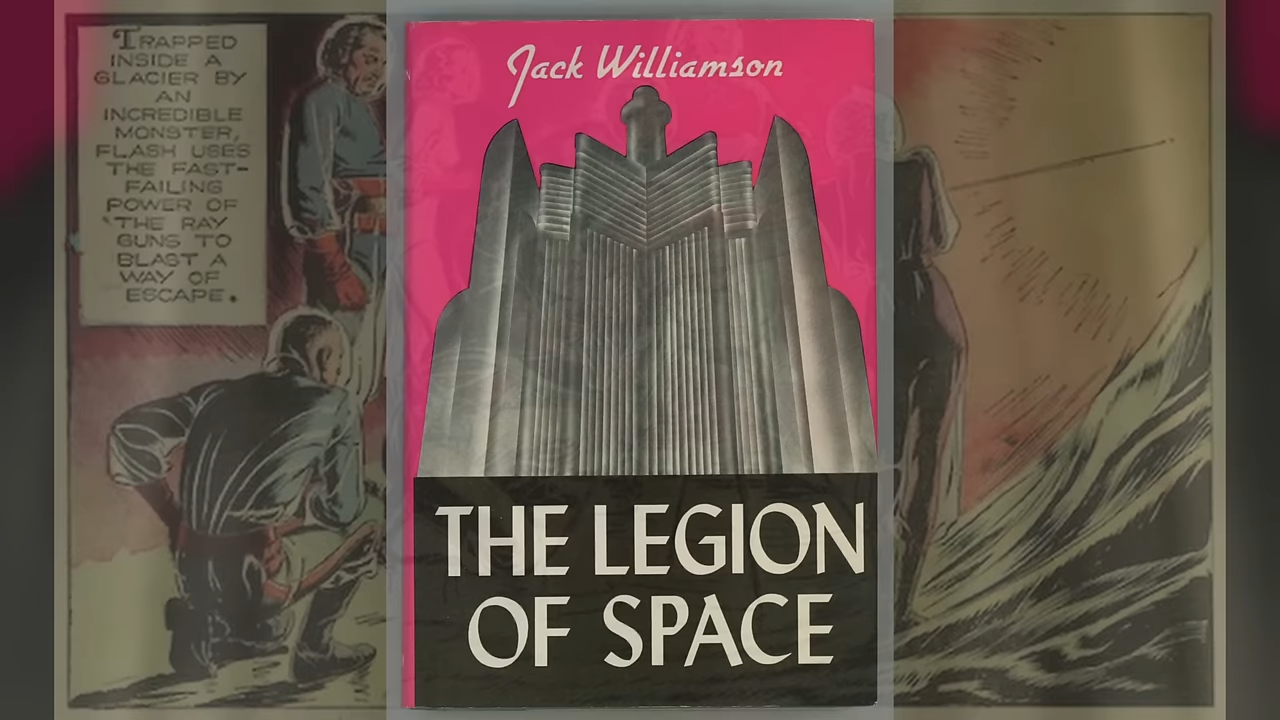 TRAPPED
INSIDE A
GLACIER BY
AN
INCREDIBLE
MONSTER,
FLASH USES
THE FAST-
FAILING
POWER OF
"THE RAY
GUNS TO
BLAST A
WAY OF
ESCAPE.
Jack Williamson
THE LEGION
OF SPACE